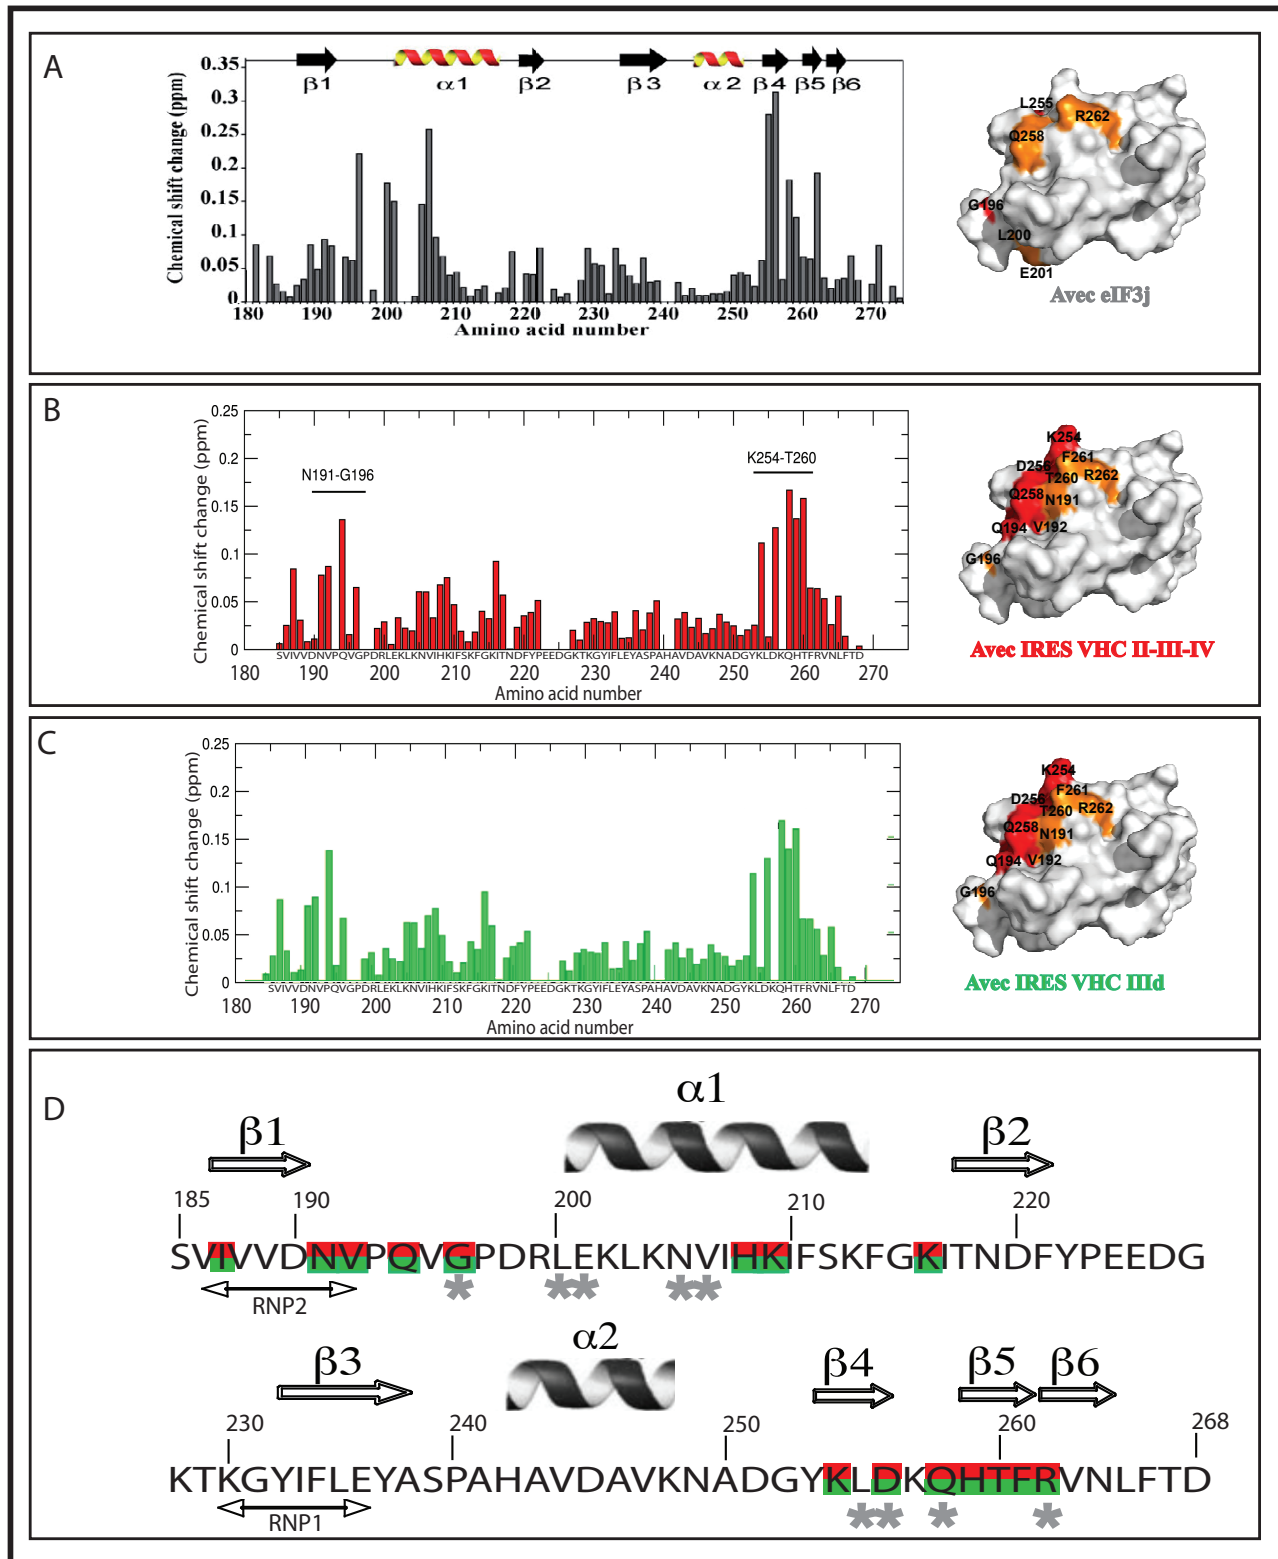 A
β1
α1
β2
β3
α2
β4
β5
β6
Chemical shift change (ppm)
0.35
0.3
0.25
0.2
0.15
0.1
0.05
0
180 190 200 210 220 230 240 250 260 270
Amino acid number
L255
R262
Q258
G196
L200
E201
Avec eIF3j
B
Chemical shift change (ppm)
0.25
0.2
0.15
0.1
0.05
0
N191-G196
K254-T260
SVIVVDNVPQVGPDRLEKLKNVIHKIFSKFGKITNDFYPEEDGKTKGYIFLEYASPAHAVDAVKNADGYKLDKQHTFRVNLFTD
180 190 200 210 220 230 240 250 260 270
Amino acid number
K254
F261
D256
T260
R262
Q258
N191
Q194
V192
G196
Avec IRES VHC II-III-IV
C
Chemical shift change (ppm)
0.25
0.2
0.15
0.1
0.05
0
SVIVVDNVPQVGPDRLEKLKNVIHKIFSKFGKITNDFYPEEDGKTKGYIFLEYASPAHAVDAVKNADGYKLDKQHTFRVNLFTD
180 190 200 210 220 230 240 250 260 270
Amino acid number
K254
F261
D256
T260
R262
Q258
N191
Q194
V192
G196
Avec IRES VHC IIId
D
β1
α1
β2
185 190 200 210 220
SVIVVDNVPQVGPDRLEKLKNVIHKIFSKFGKITNDFYPEEDG
RNP2
* ** ** 
β3
α2
β4
β5
β6
230 240 250 260 268
KTKGYIFLEYASPAHAVDAVKNADGYKLDKQHTFRVNLFTD
RNP1
** * *